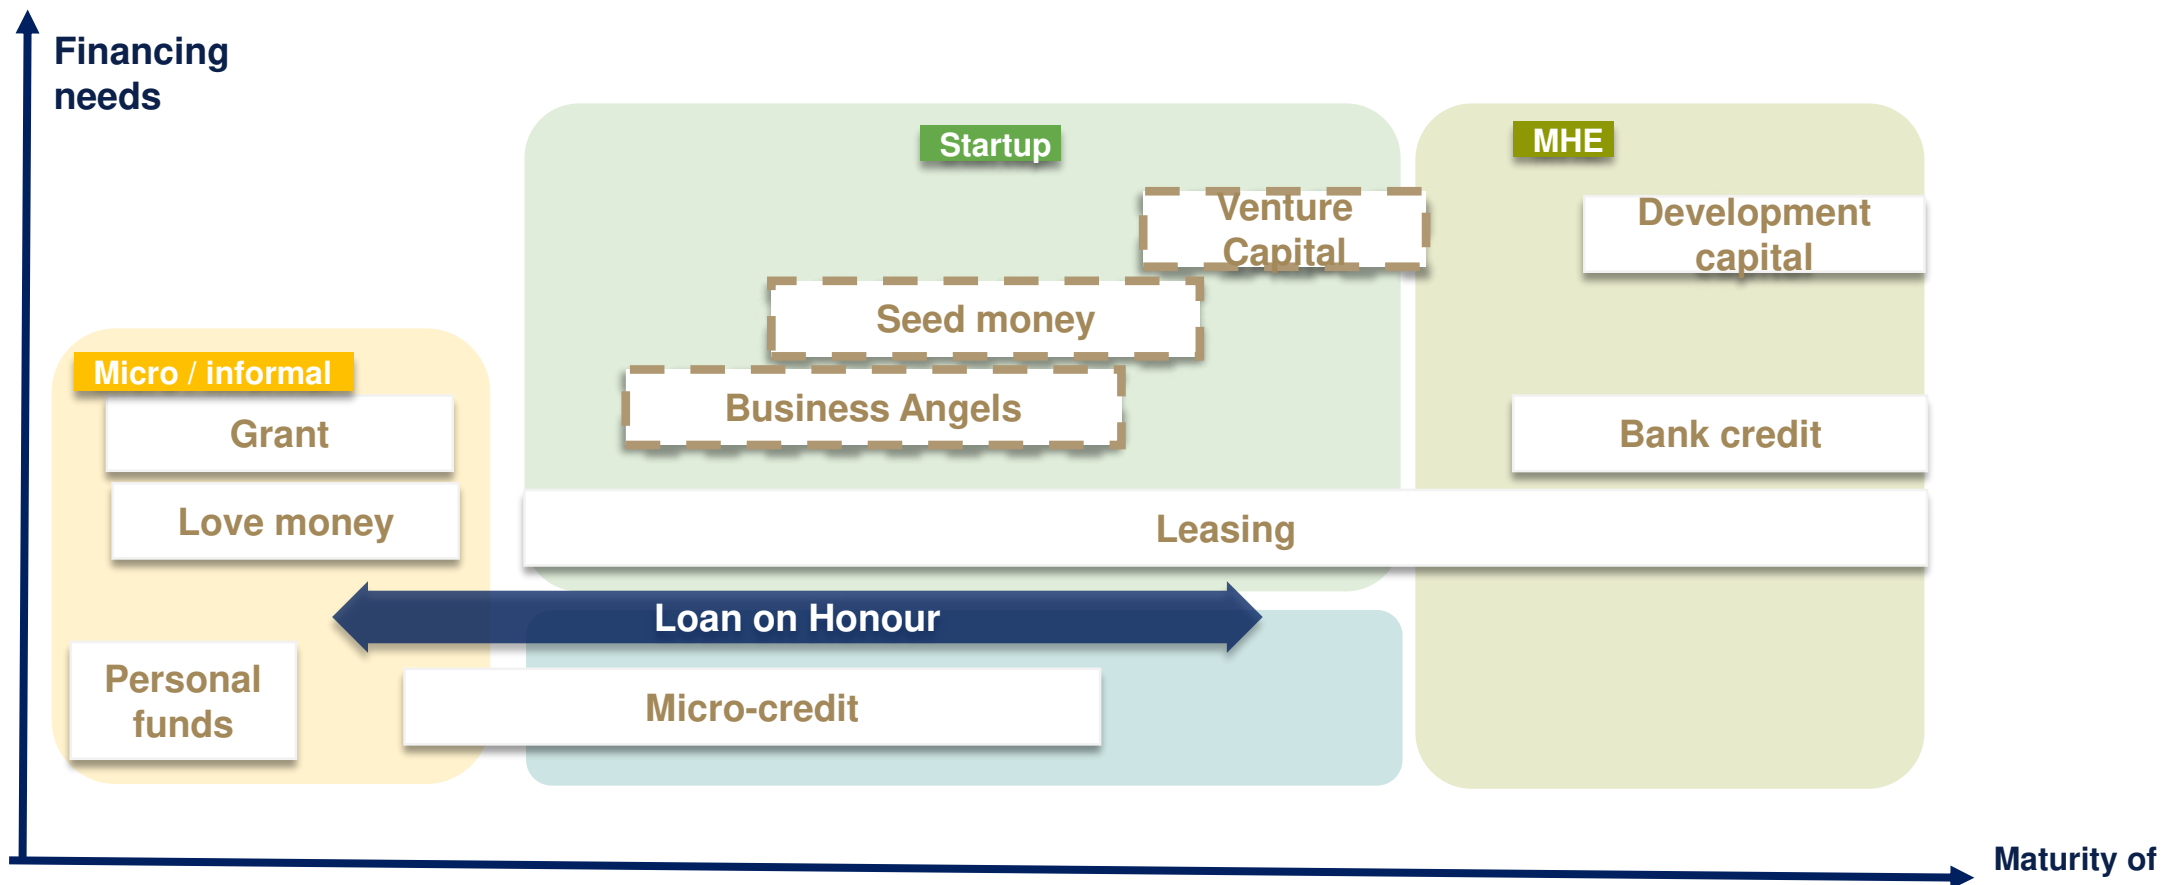 Financing
needs
Startup
MHE
Venture
Capital
Development
capital
Seed money
Micro / informal
Business Angels
Grant
Bank credit
Love money
Leasing
Loan on Honour
Personal
funds
Micro-credit
Maturity of